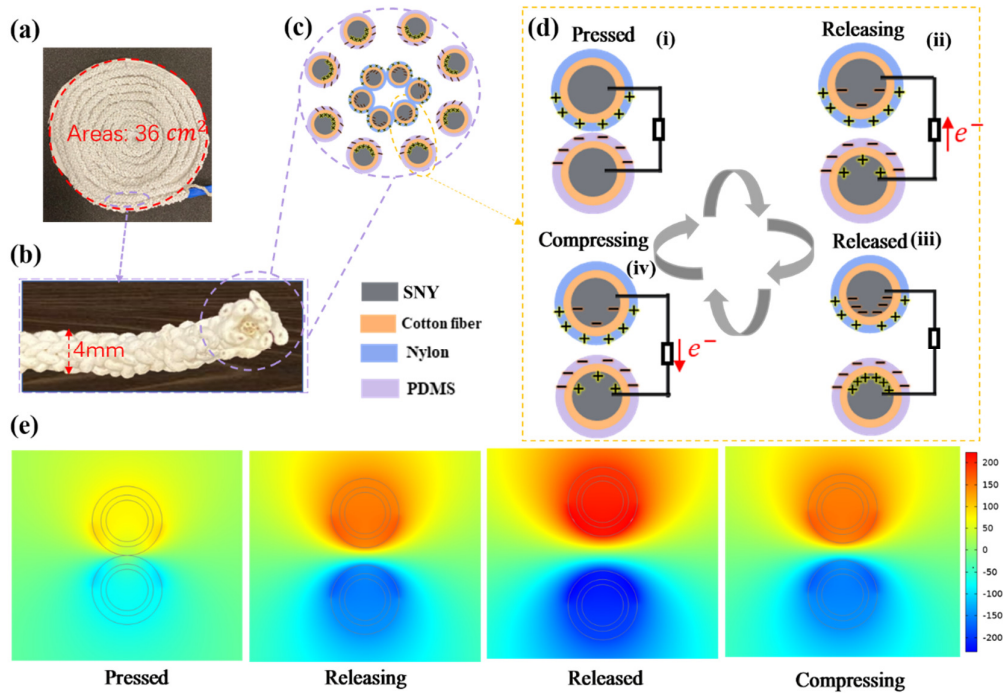 (a)
Areas: 36 cm²
(b)
4mm
(c)
SNY
Cotton fiber
Nylon
PDMS
(d)
Pressed
(i)
Releasing
(ii)
e⁻
Compressing
(iv)
e⁻
Released
(iii)
(e)
Pressed
Releasing
Released
Compressing
200
150
100
50
0
-50
-100
-150
-200